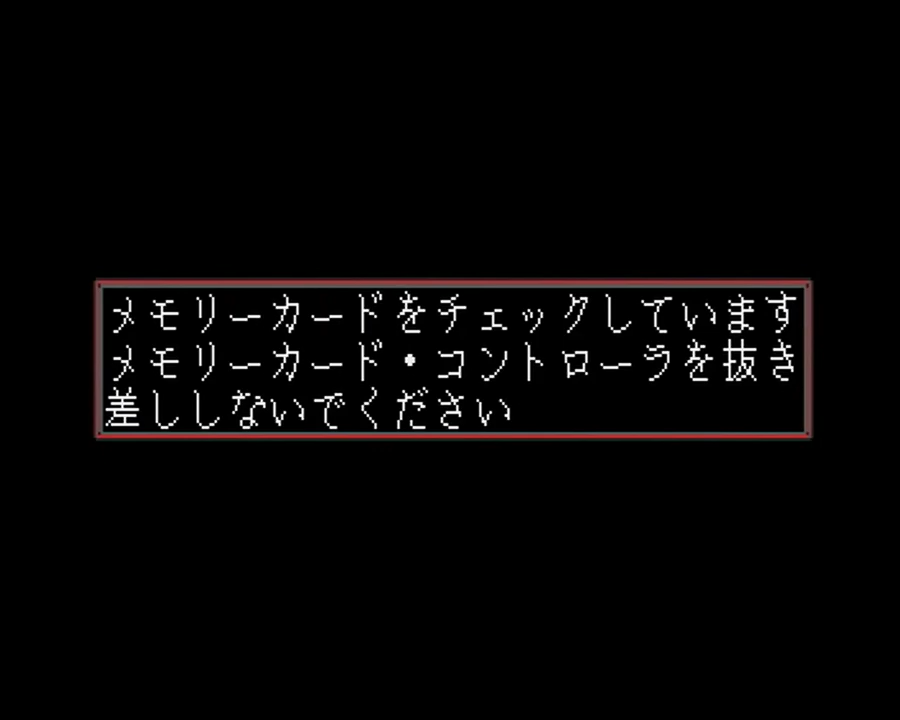 メモリーカードをチェックしています
メモリーカード・コントローラを抜き
差ししないでください